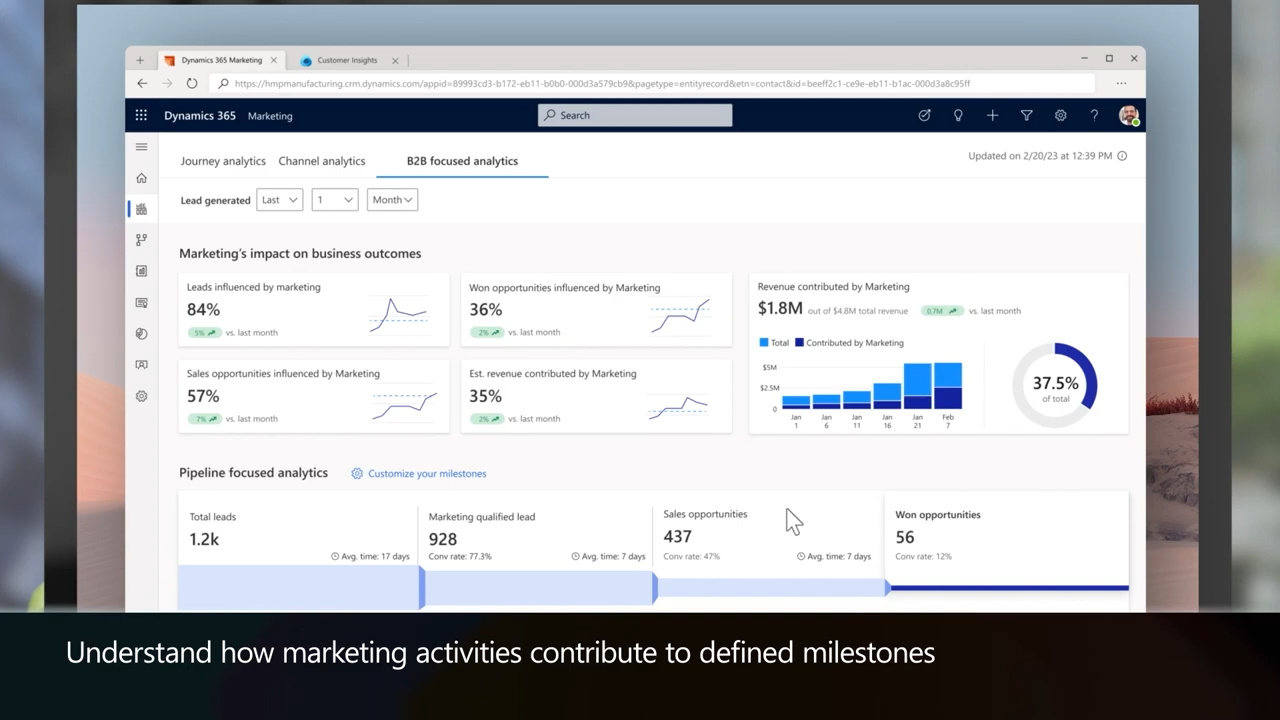 Dynamics 365 Marketing
Customer Insights
https://hmpmanufacturing.crm.dynamics.com/appid=89993cd3-b172-eb11-b0b0-000d3a579cb9&pagetype=entityrecord&etn=contact&id=beeff2c1-ce9e-eb11-b1ac-000d3a8c95ff
Dynamics 365 Marketing
Search
Journey analytics Channel analytics B2B focused analytics
Updated on 2/20/23 at 12:39 PM
Lead generated Last 1 Month
Marketing's impact on business outcomes
Leads influenced by marketing
84%
5% vs. last month
Won opportunities influenced by Marketing
36%
2% vs. last month
Sales opportunities influenced by Marketing
57%
7% vs. last month
Est. revenue contributed by Marketing
35%
2% vs. last month
Revenue contributed by Marketing
$1.8M out of $4.8M total revenue 0.7M vs. last month
Total Contributed by Marketing
$5M
$2.5M
0
Jan 1
Jan 6
Jan 11
Jan 16
Jan 21
Feb 7
37.5%
of total
Pipeline focused analytics Customize your milestones
Total leads
1.2k
Avg. time: 17 days
Marketing qualified lead
928
Conv rate: 77.3% Avg. time: 7 days
Sales opportunities
437
Conv rate: 47% Avg. time: 7 days
Won opportunities
56
Conv rate: 12%
Understand how marketing activities contribute to defined milestones